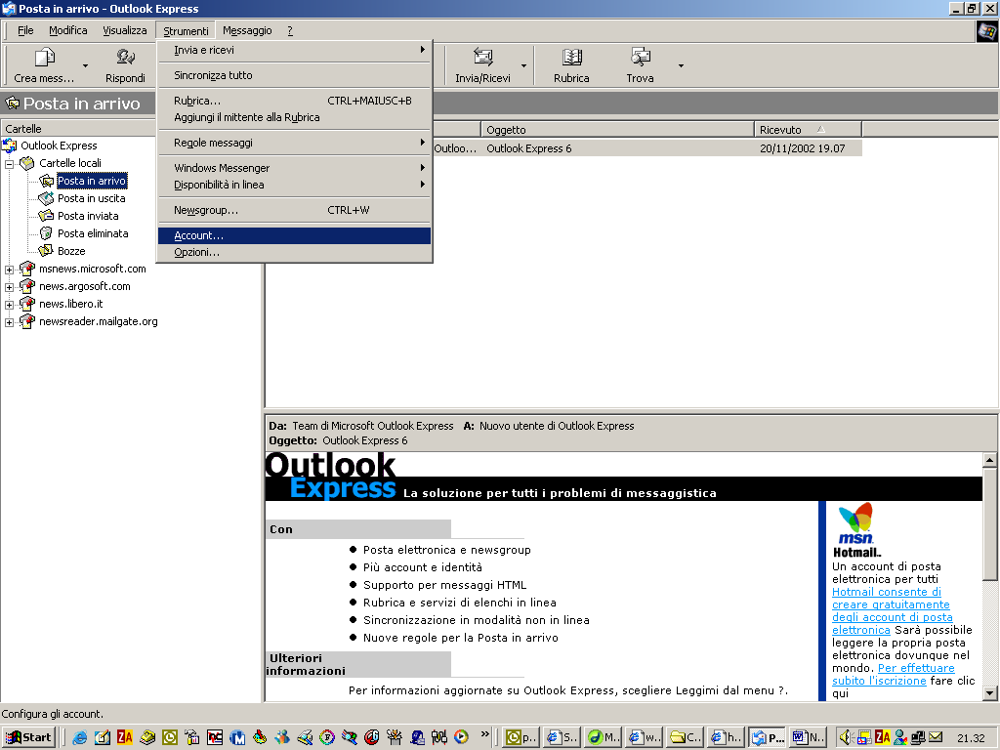 Posta in arrivo - Outlook Express
File Modifica Visualizza Strumenti Messaggio ?
Crea mess... Rispondi Invia/Ricevi Rubrica Trova
Posta in arrivo
Invia e ricevi
Sincronizza tutto
Rubrica... CTRL+MAIUSC+B
Aggiungi il mittente alla Rubrica
Regole messaggi
Windows Messenger
Disponibilità in linea
Newsgroup... CTRL+W
Account...
Opzioni...
Cartelle
Outlook Express
Cartelle locali
Posta in arrivo
Posta in uscita
Posta inviata
Posta eliminata
Bozze
msnews.microsoft.com
news.argosoft.com
news.libero.it
newsreader.mailgate.org
Oggetto Ricevuto
Outloo... Outlook Express 6 20/11/2002 19.07
Da: Team di Microsoft Outlook Express A: Nuovo utente di Outlook Express
Oggetto: Outlook Express 6
Outlook
Express La soluzione per tutti i problemi di messaggistica
Con
Posta elettronica e newsgroup
Più account e identità
Supporto per messaggi HTML
Rubrica e servizi di elenchi in linea
Sincronizzazione in modalità non in linea
Nuove regole per la Posta in arrivo
Ulteriori
informazioni
Per informazioni aggiornate su Outlook Express, scegliere Leggimi dal menu ?.
msn
Hotmail
Un account di posta
elettronica per tutti
Hotmail consente di
creare gratuitamente
degli account di posta
elettronica Sarà possibile
leggere la propria posta
elettronica dovunque nel
mondo. Per effettuare
subito l'iscrizione fare clic
qui
Configura gli account.
Start ZA » p... S... M... w... C... h... P... N... ZA 21.32